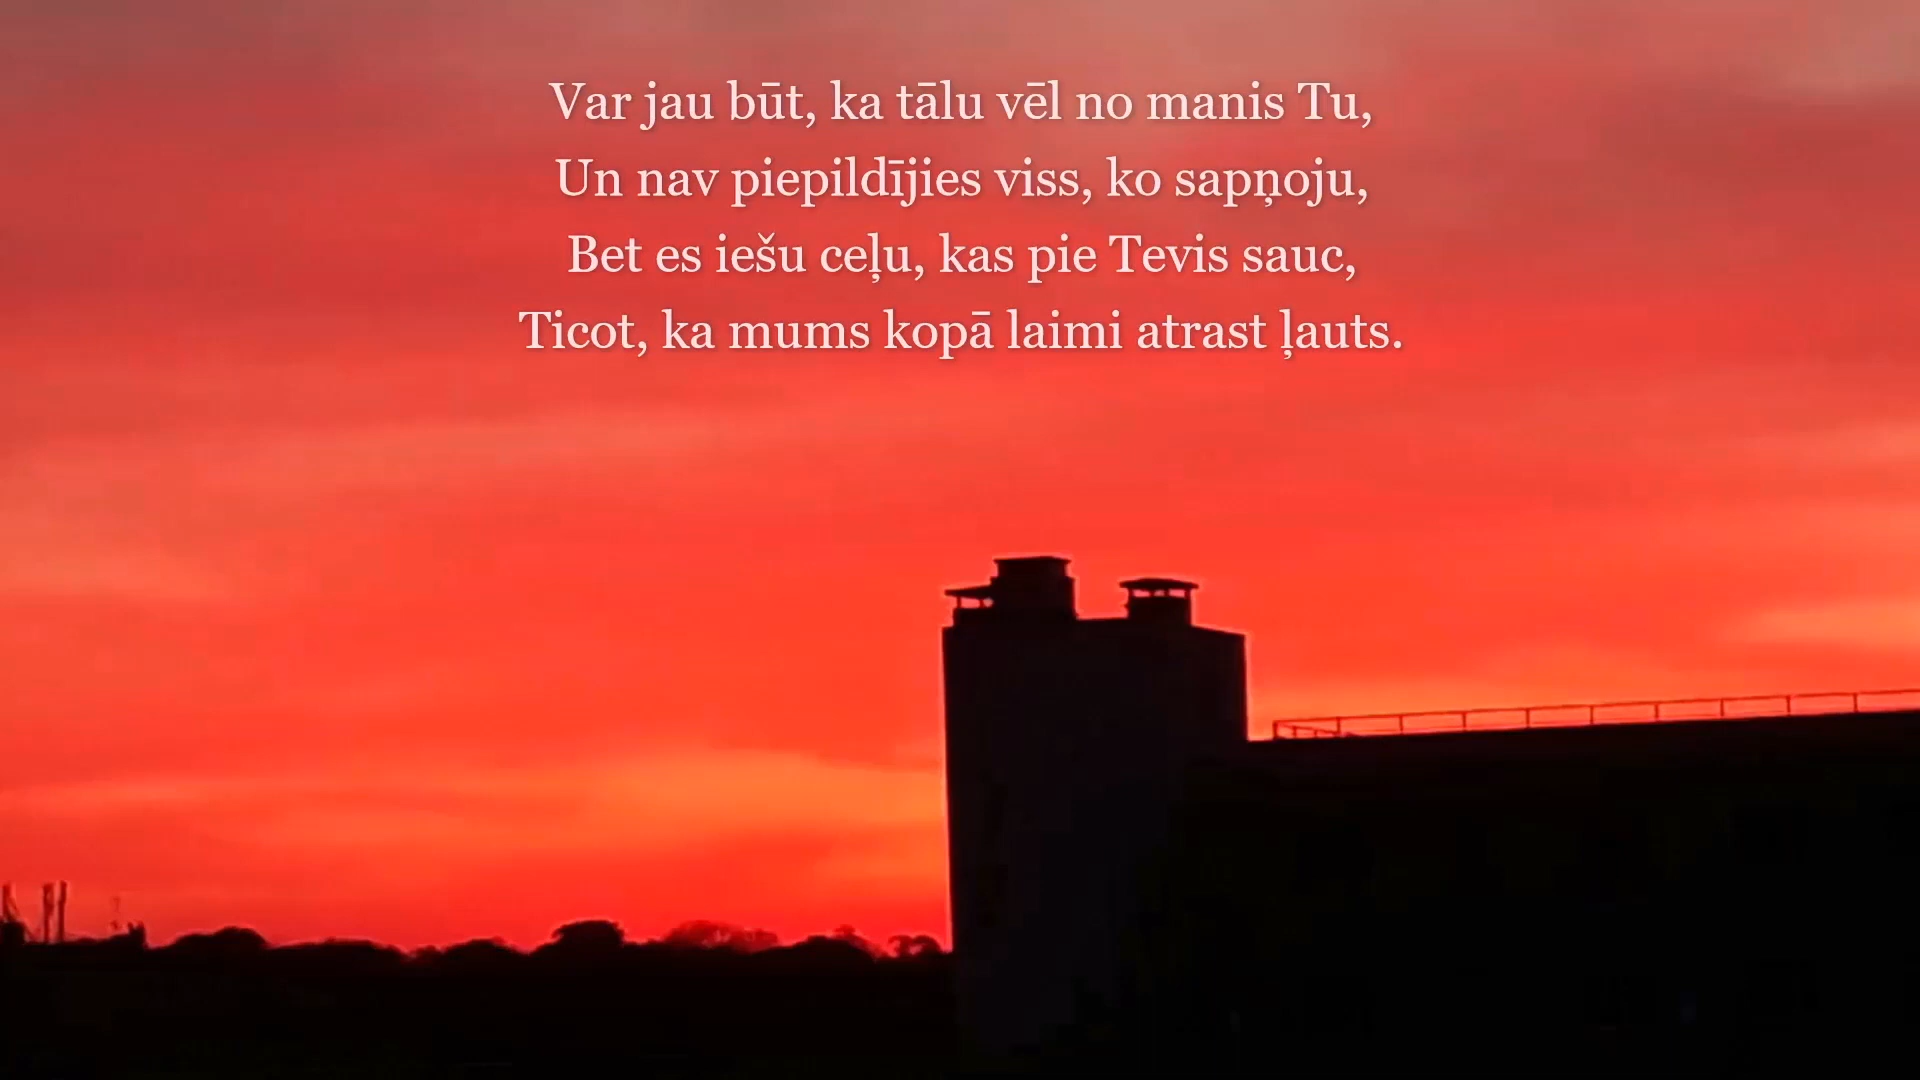 Var jau būt, ka tālu vēl no manis Tu,
Un nav piepildījies viss, ko sapņoju,
Bet es iešu ceļu, kas pie Tevis sauc,
Ticot, ka mums kopā laimi atrast ļauts.